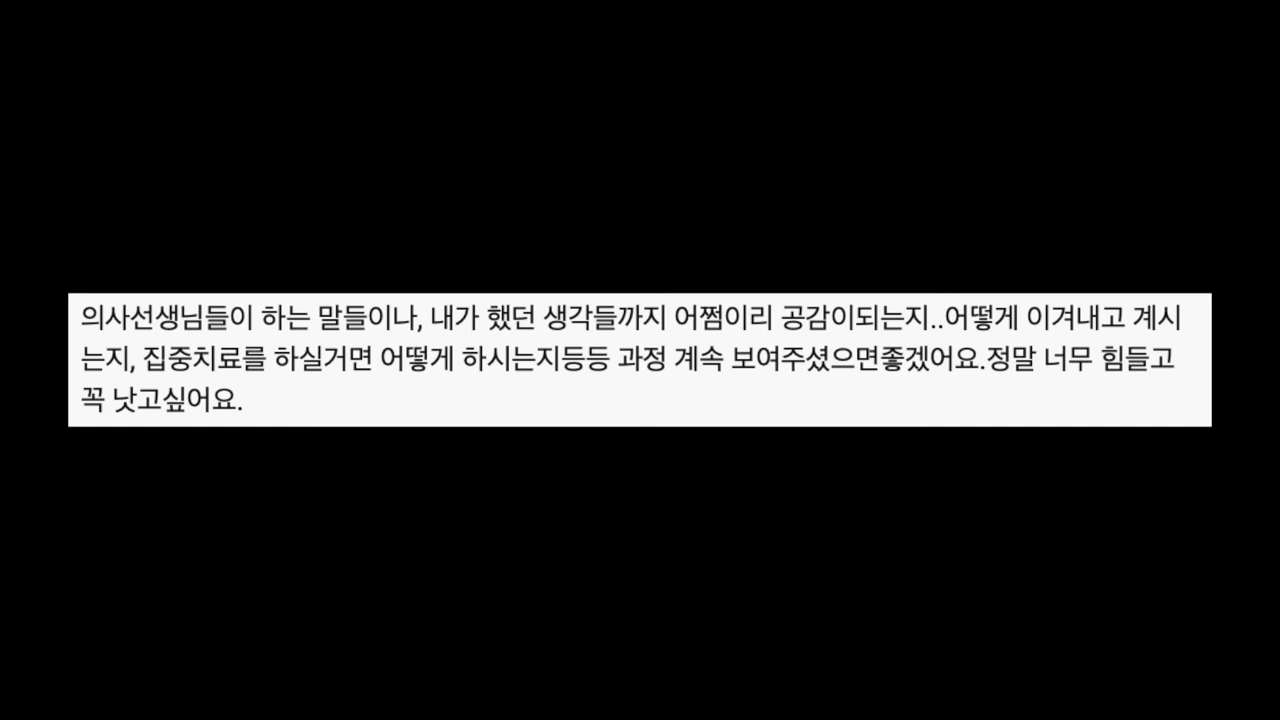 의사선생님들이 하는 말들이나, 내가 했던 생각들까지 어쩜이리 공감이되는지..어떻게 이겨내고 계시
는지, 집중치료를 하실거면 어떻게 하시는지등등 과정 계속 보여주셨으면좋겠어요.정말 너무 힘들고
꼭 낫고싶어요.